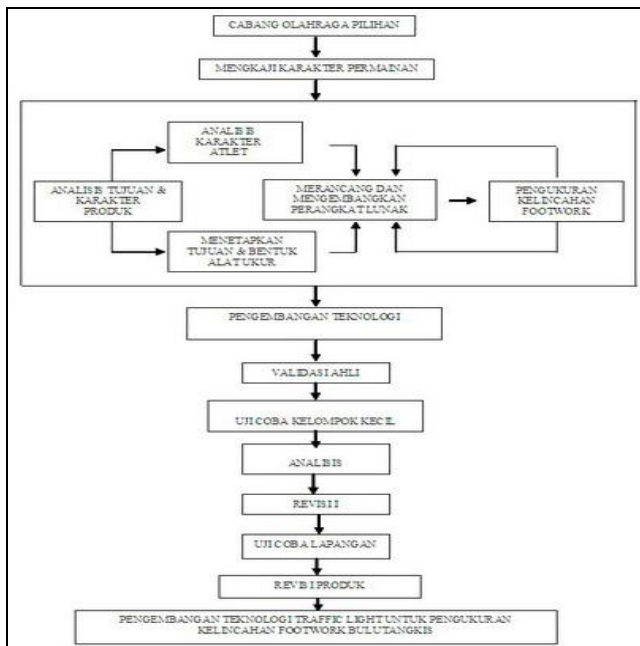 CABANG OLAHRAGA PILIHAN
MENGKAJI KARAKTER PERMAINAN
ANALISIS
KARAKTER
ATLET
ANALISIS TUJUAN &
KARAKTER
PRODUK
MERANCANG DAN
MENGEMBANGKAN
PERANGKAT LUNAK
PENGUKURAN
KELINCAHAN
FOOTWORK
MENETAPKAN
TUJUAN & BENTUK
ALAT UKUR
PENGEMBANGAN TEKNOLOGI
VALIDASI AHLI
UJI COBA KELOMPOK KECIL
ANALISIS
REVISI I
UJI COBA LAPANGAN
REVISI PRODUK
PENGEMBANGAN TEKNOLOGI TRAFFIC LIGHT UNTUK PENGUKURAN
KELINCAHAN FOOTWORK BULUTANGKIS